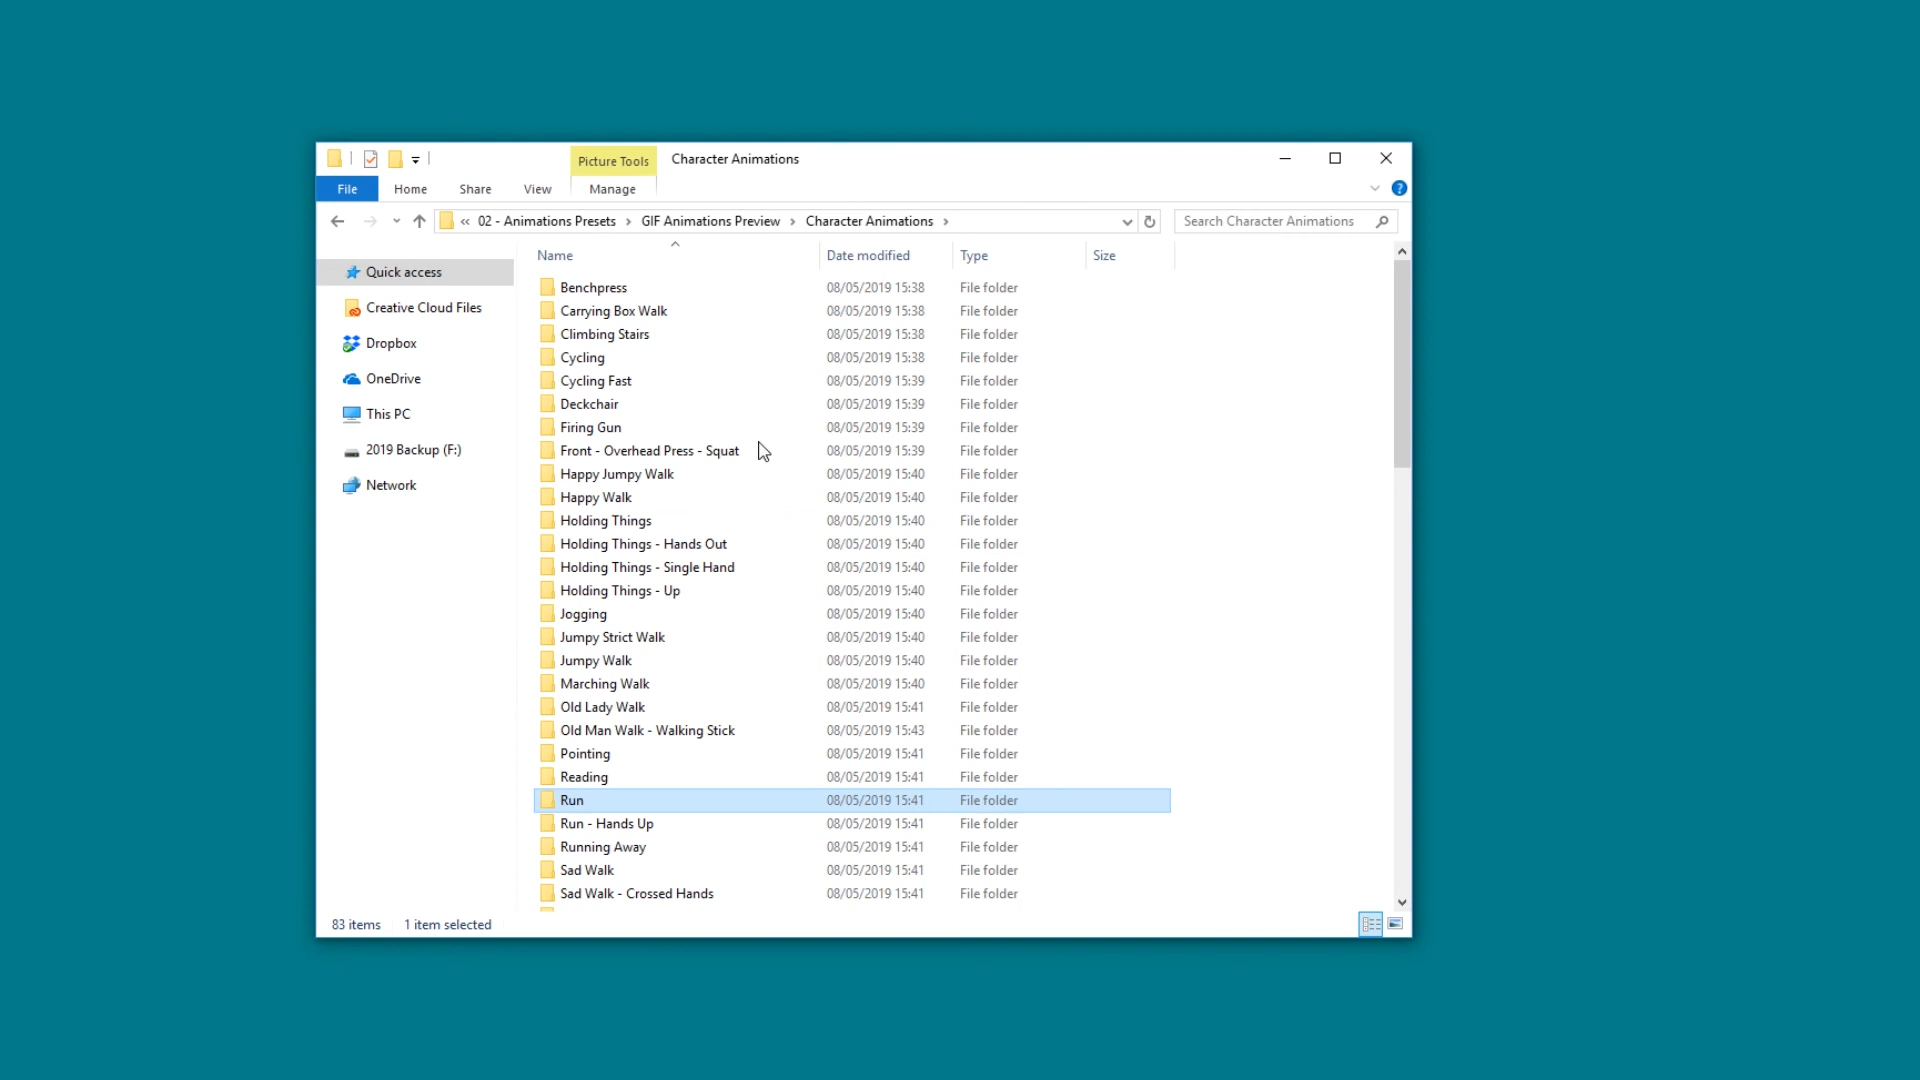 Picture Tools Character Animations
File Home Share View Manage
« 02 - Animations Presets › GIF Animations Preview › Character Animations › Search Character Animations
Name Date modified Type Size
Quick access
Creative Cloud Files
Dropbox
OneDrive
This PC
2019 Backup (F:)
Network
Benchpress 08/05/2019 15:38 File folder
Carrying Box Walk 08/05/2019 15:38 File folder
Climbing Stairs 08/05/2019 15:38 File folder
Cycling 08/05/2019 15:38 File folder
Cycling Fast 08/05/2019 15:39 File folder
Deckchair 08/05/2019 15:39 File folder
Firing Gun 08/05/2019 15:39 File folder
Front - Overhead Press - Squat 08/05/2019 15:39 File folder
Happy Jumpy Walk 08/05/2019 15:40 File folder
Happy Walk 08/05/2019 15:40 File folder
Holding Things 08/05/2019 15:40 File folder
Holding Things - Hands Out 08/05/2019 15:40 File folder
Holding Things - Single Hand 08/05/2019 15:40 File folder
Holding Things - Up 08/05/2019 15:40 File folder
Jogging 08/05/2019 15:40 File folder
Jumpy Strict Walk 08/05/2019 15:40 File folder
Jumpy Walk 08/05/2019 15:40 File folder
Marching Walk 08/05/2019 15:40 File folder
Old Lady Walk 08/05/2019 15:41 File folder
Old Man Walk - Walking Stick 08/05/2019 15:43 File folder
Pointing 08/05/2019 15:41 File folder
Reading 08/05/2019 15:41 File folder
Run 08/05/2019 15:41 File folder
Run - Hands Up 08/05/2019 15:41 File folder
Running Away 08/05/2019 15:41 File folder
Sad Walk 08/05/2019 15:41 File folder
Sad Walk - Crossed Hands 08/05/2019 15:41 File folder
83 items 1 item selected